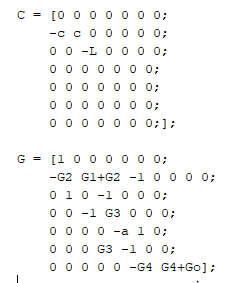 C = [0 0 0 0 0 0 0;
-c c 0 0 0 0 0;
0 0 -L 0 0 0 0;
0 0 0 0 0 0 0;
0 0 0 0 0 0 0;
0 0 0 0 0 0 0;
0 0 0 0 0 0 0;];
G = [1 0 0 0 0 0 0;
-G2 G1+G2 -1 0 0 0 0;
0 1 0 -1 0 0 0;
0 0 -1 G3 0 0 0;
0 0 0 0 -a 1 0;
0 0 0 G3 -1 0 0;
0 0 0 0 0 -G4 G4+Go];